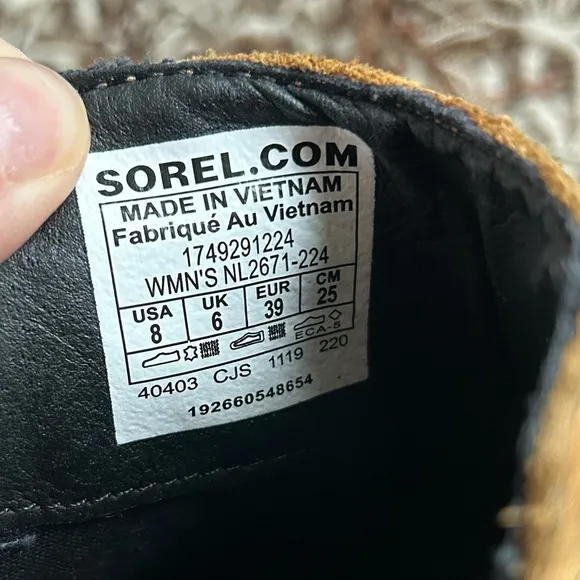 SOREL.COM
MADE IN VIETNAM
Fabriqué Au Vietnam
1749291224
WMN'S NL2671-224
USA UK EUR CM
8 6 39 25
ECA-5
40403 CJS 1119 220
192660548654